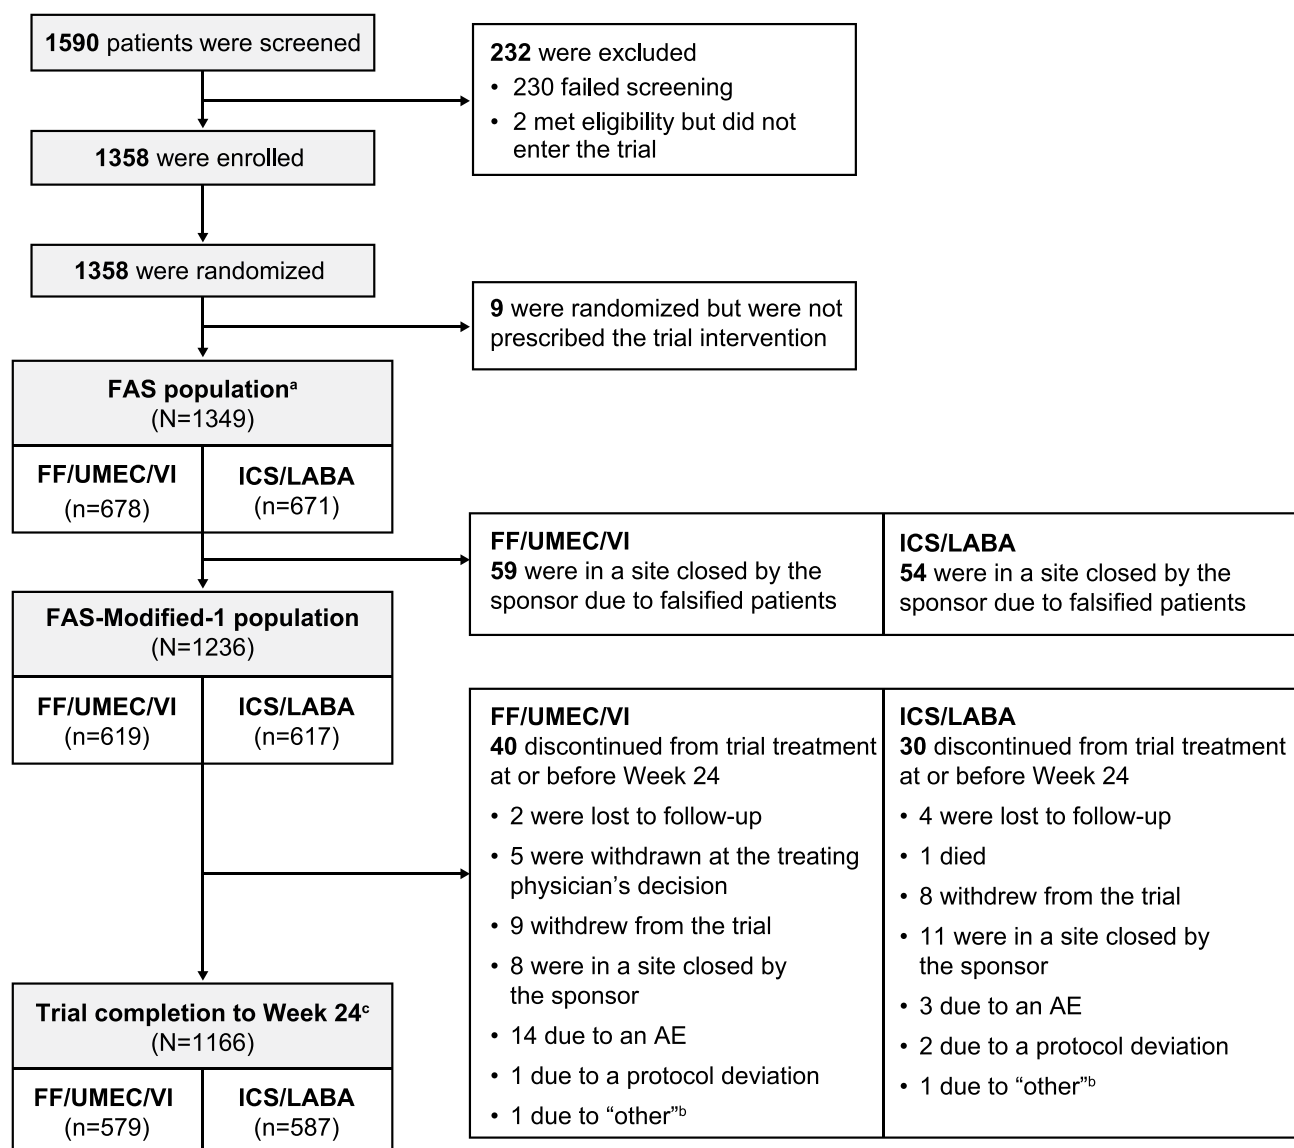 1590 patients were screened
232 were excluded
• 230 failed screening
• 2 met eligibility but did not
enter the trial
1358 were enrolled
1358 were randomized
9 were randomized but were not
prescribed the trial intervention
FAS populationᵃ
(N=1349)
FF/UMEC/VI
(n=678)
ICS/LABA
(n=671)
FF/UMEC/VI
59 were in a site closed by the
sponsor due to falsified patients
ICS/LABA
54 were in a site closed by the
sponsor due to falsified patients
FAS-Modified-1 population
(N=1236)
FF/UMEC/VI
(n=619)
ICS/LABA
(n=617)
FF/UMEC/VI
40 discontinued from trial treatment
at or before Week 24
• 2 were lost to follow-up
• 5 were withdrawn at the treating
physician’s decision
• 9 withdrew from the trial
• 8 were in a site closed by
the sponsor
• 14 due to an AE
• 1 due to a protocol deviation
• 1 due to “other”ᵇ
ICS/LABA
30 discontinued from trial treatment
at or before Week 24
• 4 were lost to follow-up
• 1 died
• 8 withdrew from the trial
• 11 were in a site closed by
the sponsor
• 3 due to an AE
• 2 due to a protocol deviation
• 1 due to “other”ᵇ
Trial completion to Week 24ᶜ
(N=1166)
FF/UMEC/VI
(n=579)
ICS/LABA
(n=587)